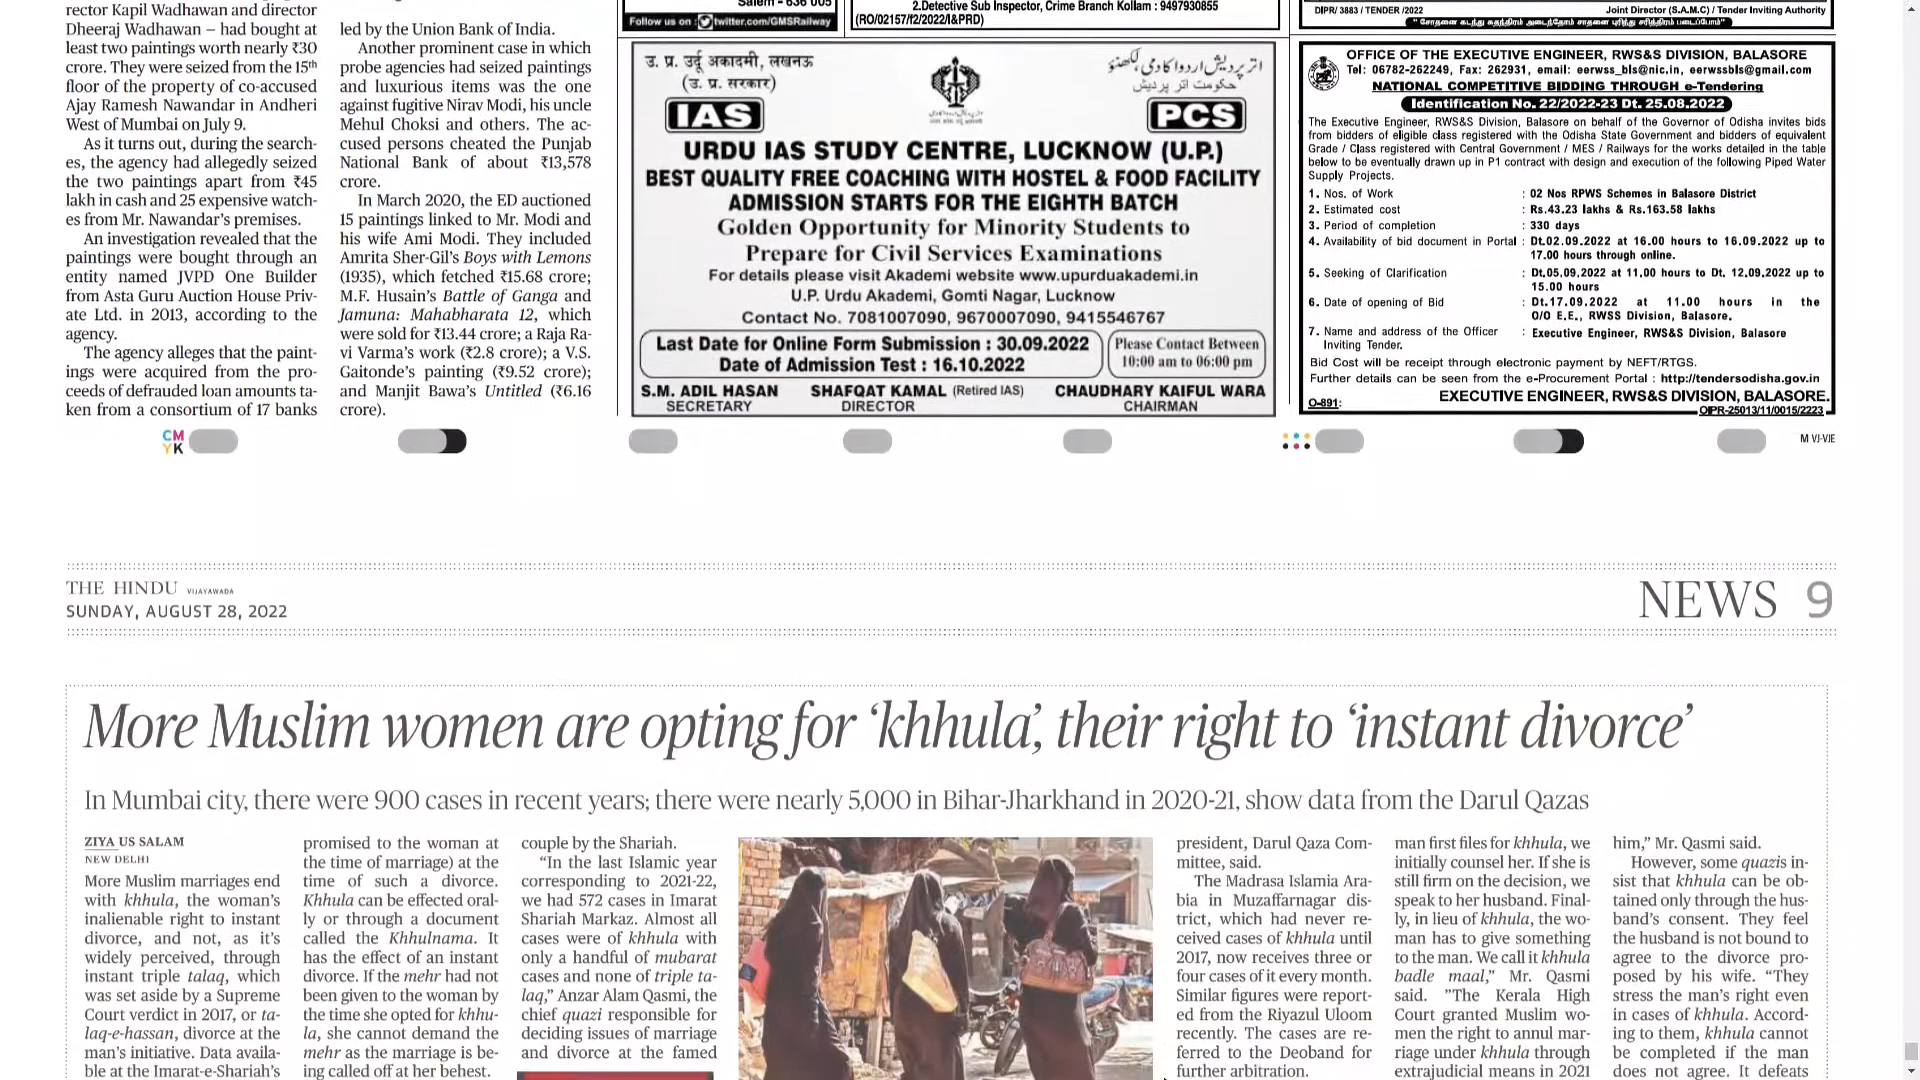 rector Kapil Wadhawan and director
Dheeraj Wadhawan – had bought at
least two paintings worth nearly ₹30
crore. They were seized from the 15th
floor of the property of co-accused
Ajay Ramesh Nawandar in Andheri
West of Mumbai on July 9.
As it turns out, during the search-
es, the agency had allegedly seized
the two paintings apart from ₹45
lakh in cash and 25 expensive watch-
es from Mr. Nawandar's premises.
An investigation revealed that the
paintings were bought through an
entity named JVPD One Builder
from Asta Guru Auction House Priv-
ate Ltd. in 2013, according to the
agency.
The agency alleges that the paint-
ings were acquired from the pro-
ceeds of defrauded loan amounts ta-
ken from a consortium of 17 banks
led by the Union Bank of India.
Another prominent case in which
probe agencies had seized paintings
and luxurious items was the one
against fugitive Nirav Modi, his uncle
Mehul Choksi and others. The ac-
cused persons cheated the Punjab
National Bank of about ₹13,578
crore.
In March 2020, the ED auctioned
15 paintings linked to Mr. Modi and
his wife Ami Modi. They included
Amrita Sher-Gil's Boys with Lemons
(1935), which fetched ₹15.68 crore;
M.F. Husain's Battle of Ganga and
Jamuna: Mahabharata 12, which
were sold for ₹13.44 crore; a Raja Ra-
vi Varma's work (₹2.8 crore); a V.S.
Gaitonde's painting (₹9.52 crore);
and Manjit Bawa's Untitled (₹6.16
crore).
Salem - 636 005
Follow us on : twitter.com/GMSRailway
2.Detective Sub Inspector, Crime Branch Kollam : 9497930855
(RO/02157/f2/2022/I&PRD)
DIPR/ 3883 / TENDER /2022
Joint Director (S.A.M.C) / Tender Inviting Authority
" சோதனை கடந்து சுதந்திரம் அடைந்தோம் சாதனை புரிந்து சரித்திரம் படைப்போம்"
उ. प्र. उर्दू अकादमी, लखनऊ
(उ. प्र. सरकार)
اتر پردیش اردو اکادمی، لکھنؤ
حکومت اتر پردیش
IAS
PCS
URDU IAS STUDY CENTRE, LUCKNOW (U.P.)
BEST QUALITY FREE COACHING WITH HOSTEL & FOOD FACILITY
ADMISSION STARTS FOR THE EIGHTH BATCH
Golden Opportunity for Minority Students to
Prepare for Civil Services Examinations
For details please visit Akademi website www.upurduakademi.in
U.P. Urdu Akademi, Gomti Nagar, Lucknow
Contact No. 7081007090, 9670007090, 9415546767
Last Date for Online Form Submission : 30.09.2022
Date of Admission Test : 16.10.2022
Please Contact Between
10:00 am to 06:00 pm
S.M. ADIL HASAN
SECRETARY
SHAFQAT KAMAL (Retired IAS)
DIRECTOR
CHAUDHARY KAIFUL WARA
CHAIRMAN
OFFICE OF THE EXECUTIVE ENGINEER, RWS&S DIVISION, BALASORE
Tel: 06782-262249, Fax: 262931, email: eerwss_bls@nic.in, eerwssbls@gmail.com
NATIONAL COMPETITIVE BIDDING THROUGH e-Tendering
Identification No. 22/2022-23 Dt. 25.08.2022
The Executive Engineer, RWS&S Division, Balasore on behalf of the Governor of Odisha invites bids
from bidders of eligible class registered with the Odisha State Government and bidders of equivalent
Grade / Class registered with Central Government / MES / Railways for the works detailed in the table
below to be eventually drawn up in P1 contract with design and execution of the following Piped Water
Supply Projects.
1. Nos. of Work : 02 Nos RPWS Schemes in Balasore District
2. Estimated cost : Rs.43.23 lakhs & Rs.163.58 lakhs
3. Period of completion : 330 days
4. Availability of bid document in Portal : Dt.02.09.2022 at 16.00 hours to 16.09.2022 up to
17.00 hours through online.
5. Seeking of Clarification : Dt.05.09.2022 at 11.00 hours to Dt. 12.09.2022 up to
15.00 hours
6. Date of opening of Bid : Dt.17.09.2022 at 11.00 hours in the
O/O E.E., RWSS Division, Balasore.
7. Name and address of the Officer : Executive Engineer, RWS&S Division, Balasore
Inviting Tender.
Bid Cost will be receipt through electronic payment by NEFT/RTGS.
Further details can be seen from the e-Procurement Portal : http://tendersodisha.gov.in
EXECUTIVE ENGINEER, RWS&S DIVISION, BALASORE.
O-891:
OIPR-25013/11/0015/2223
CM
YK
M VJ-VJE
THE HINDU VIJAYAWADA
SUNDAY, AUGUST 28, 2022
NEWS 9
More Muslim women are opting for 'khhula', their right to 'instant divorce'
In Mumbai city, there were 900 cases in recent years; there were nearly 5,000 in Bihar-Jharkhand in 2020-21, show data from the Darul Qazas
ZIYA US SALAM
NEW DELHI
More Muslim marriages end
with khhula, the woman's
inalienable right to instant
divorce, and not, as it's
widely perceived, through
instant triple talaq, which
was set aside by a Supreme
Court verdict in 2017, or ta-
laq-e-hassan, divorce at the
man's initiative. Data availa-
ble at the Imarat-e-Shariah's
promised to the woman at
the time of marriage) at the
time of such a divorce.
Khhula can be effected oral-
ly or through a document
called the Khhulnama. It
has the effect of an instant
divorce. If the mehr had not
been given to the woman by
the time she opted for khhu-
la, she cannot demand the
mehr as the marriage is be-
ing called off at her behest.
couple by the Shariah.
"In the last Islamic year
corresponding to 2021-22,
we had 572 cases in Imarat
Shariah Markaz. Almost all
cases were of khhula with
only a handful of mubarat
cases and none of triple ta-
laq," Anzar Alam Qasmi, the
chief quazi responsible for
deciding issues of marriage
and divorce at the famed
president, Darul Qaza Com-
mittee, said.
The Madrasa Islamia Ara-
bia in Muzaffarnagar dis-
trict, which had never re-
ceived cases of khhula until
2017, now receives three or
four cases of it every month.
Similar figures were report-
ed from the Riyazul Uloom
recently. The cases are re-
ferred to the Deoband for
further arbitration.
man first files for khhula, we
initially counsel her. If she is
still firm on the decision, we
speak to her husband. Final-
ly, in lieu of khhula, the wo-
man has to give something
to the man. We call it khhula
badle maal," Mr. Qasmi
said. "The Kerala High
Court granted Muslim wo-
men the right to annul mar-
riage under khhula through
extrajudicial means in 2021
him," Mr. Qasmi said.
However, some quazis in-
sist that khhula can be ob-
tained only through the hus-
band's consent. They feel
the husband is not bound to
agree to the divorce pro-
posed by his wife. "They
stress the man's right even
in cases of khhula. Accord-
ing to them, khhula cannot
be completed if the man
does not agree. It defeats